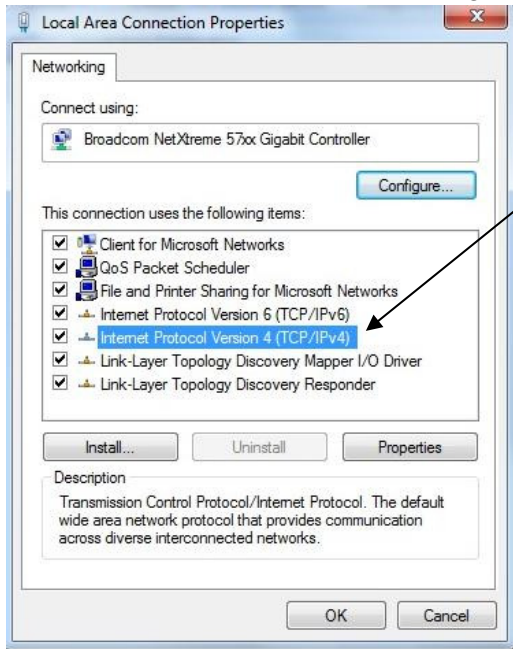 Local Area Connection Properties
Networking
Connect using:
Broadcom NetXtreme 57xx Gigabit Controller
Configure...
This connection uses the following items:
Client for Microsoft Networks
QoS Packet Scheduler
File and Printer Sharing for Microsoft Networks
Internet Protocol Version 6 (TCP/IPv6)
Internet Protocol Version 4 (TCP/IPv4)
Link-Layer Topology Discovery Mapper I/O Driver
Link-Layer Topology Discovery Responder
Install... Uninstall Properties
Description
Transmission Control Protocol/Internet Protocol. The default
wide area network protocol that provides communication
across diverse interconnected networks.
OK Cancel